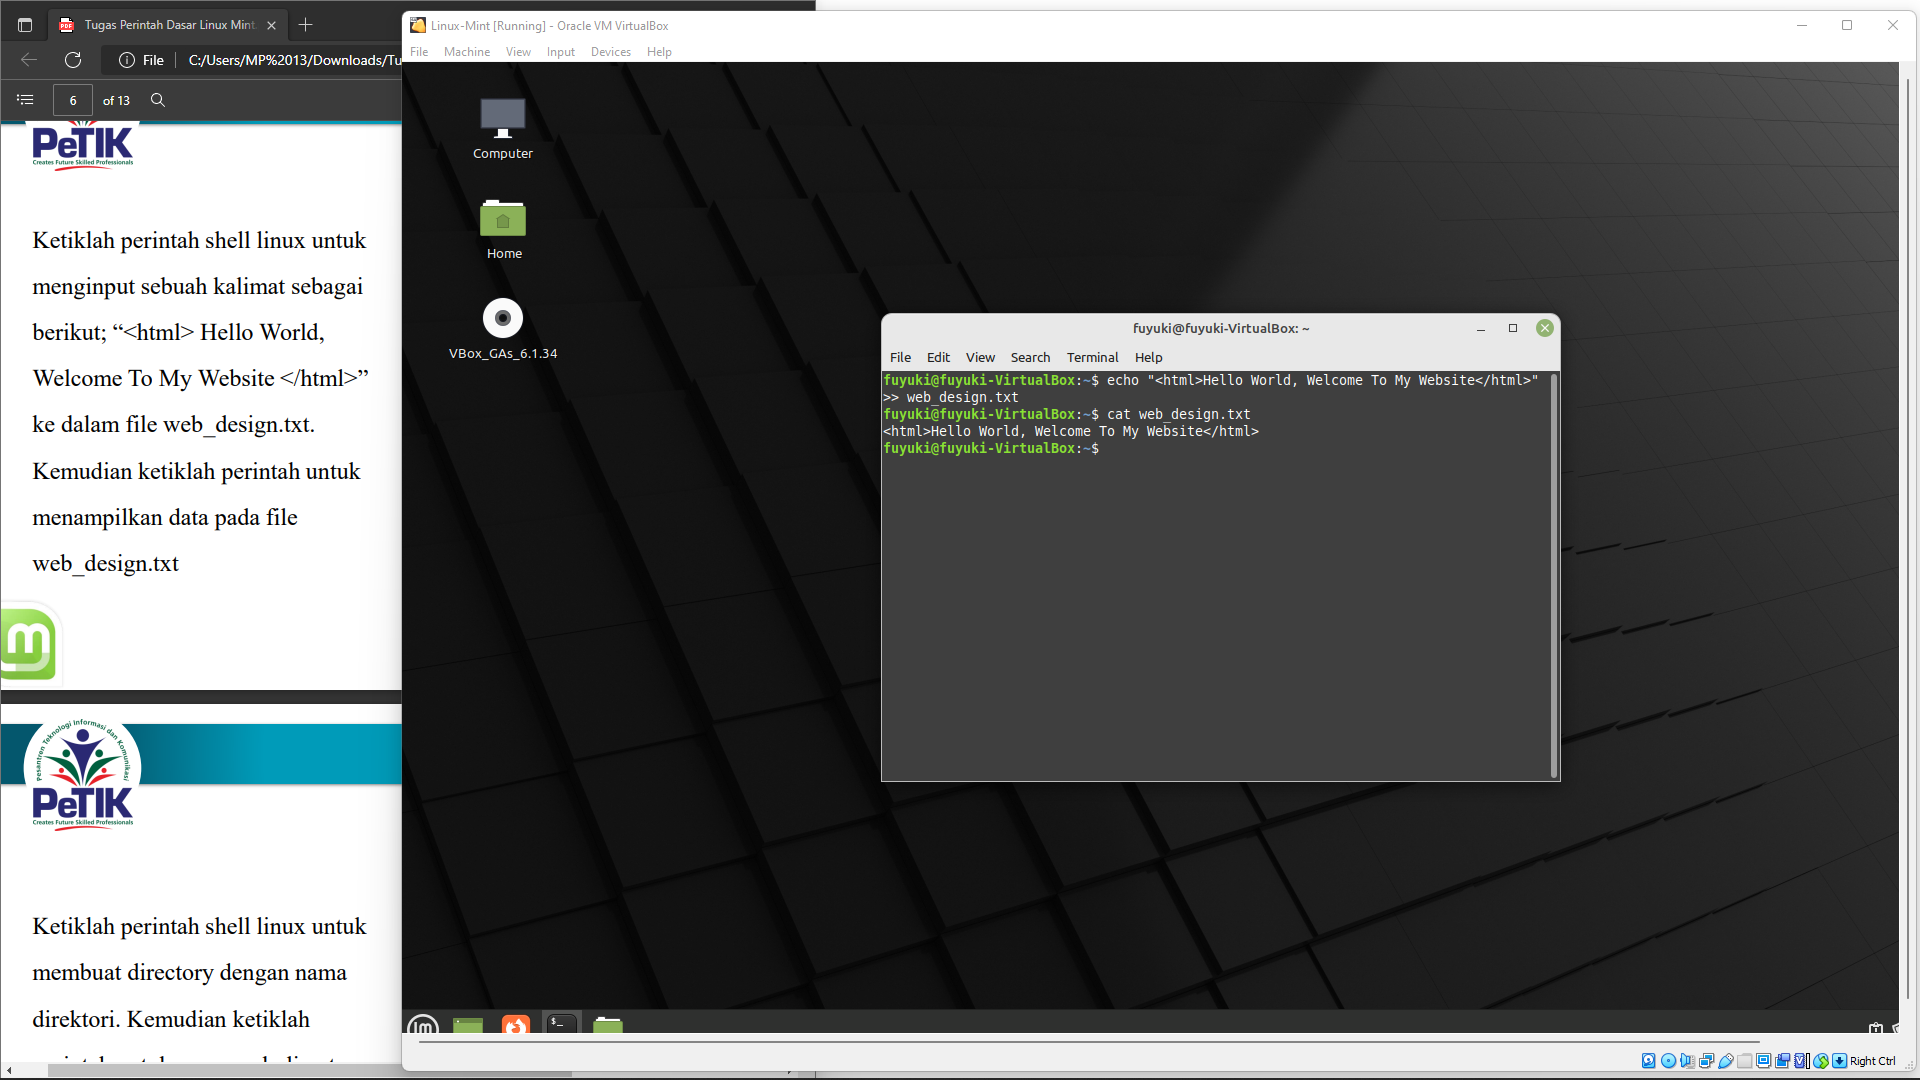 Tugas Perintah Dasar Linux Mint.
File
C:/Users/MP%2013/Downloads/Tu
6 of 13
PeTIK
Creates Future Skilled Professionals
Ketiklah perintah shell linux untuk
menginput sebuah kalimat sebagai
berikut; “<html> Hello World,
Welcome To My Website </html>”
ke dalam file web_design.txt.
Kemudian ketiklah perintah untuk
menampilkan data pada file
web_design.txt
Pesantren Teknologi Informasi dan Komunikasi
PeTIK
Creates Future Skilled Professionals
Ketiklah perintah shell linux untuk
membuat directory dengan nama
direktori. Kemudian ketiklah
Linux-Mint [Running] - Oracle VM VirtualBox
File Machine View Input Devices Help
Computer
Home
VBox_GAs_6.1.34
fuyuki@fuyuki-VirtualBox: ~
File Edit View Search Terminal Help
fuyuki@fuyuki-VirtualBox:~$ echo "<html>Hello World, Welcome To My Website</html>"
>> web_design.txt
fuyuki@fuyuki-VirtualBox:~$ cat web_design.txt
<html>Hello World, Welcome To My Website</html>
fuyuki@fuyuki-VirtualBox:~$
$_
Right Ctrl